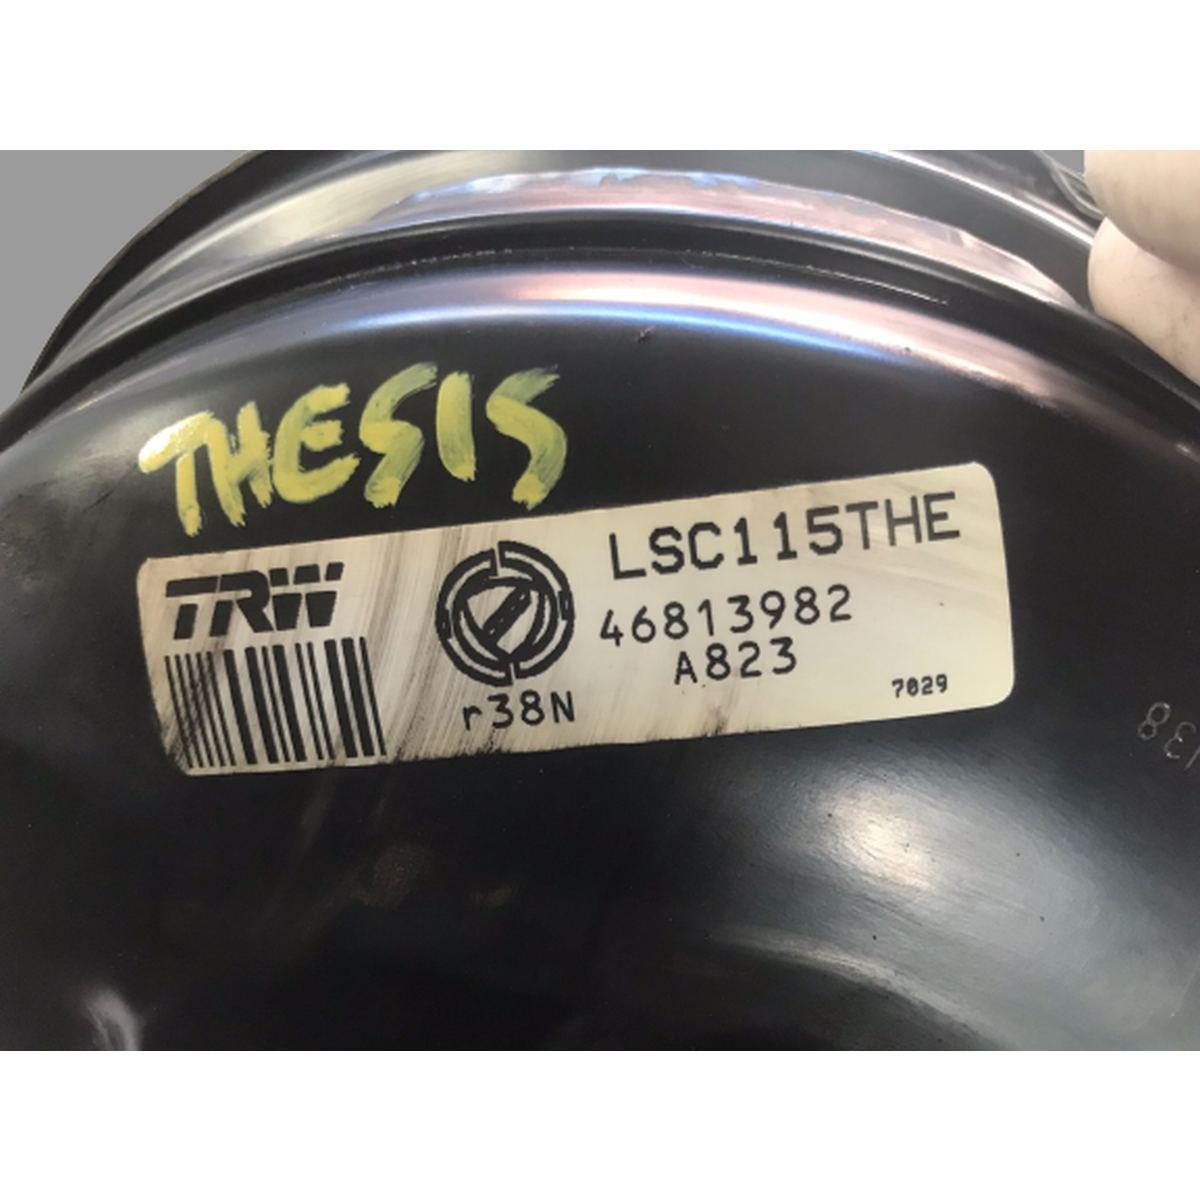 THESIS
TRW
LSC115THE
46813982
A823
r38N
7029